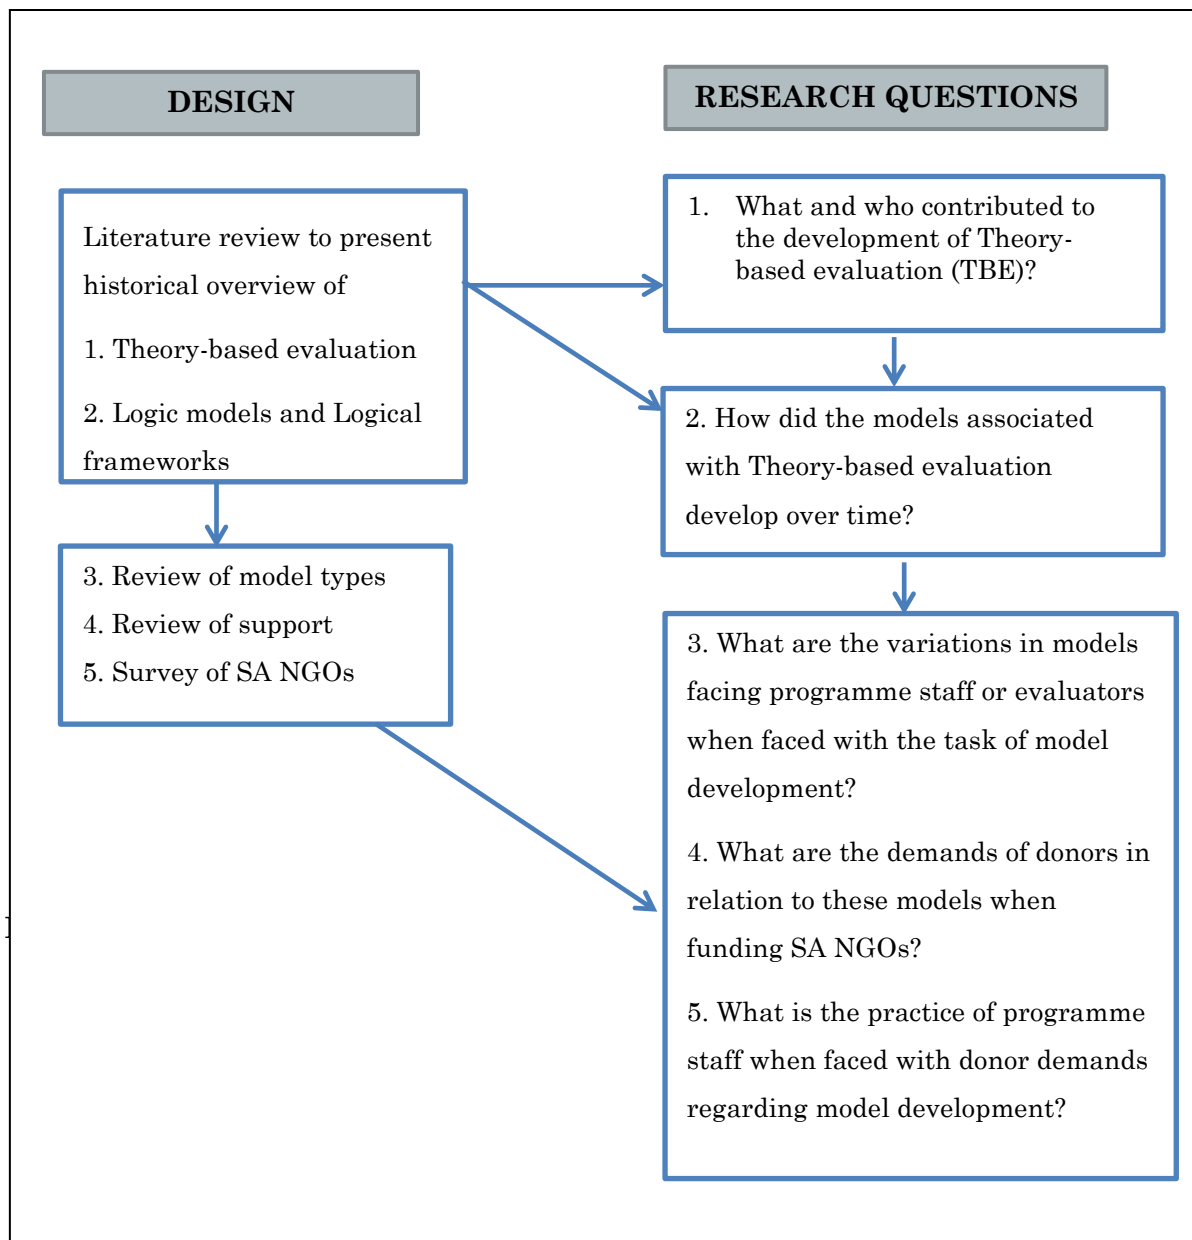 DESIGN
RESEARCH QUESTIONS
Literature review to present
historical overview of
1. Theory-based evaluation
2. Logic models and Logical
frameworks
3. Review of model types
4. Review of support
5. Survey of SA NGOs
1. What and who contributed to
the development of Theory-
based evaluation (TBE)?
2. How did the models associated
with Theory-based evaluation
develop over time?
3. What are the variations in models
facing programme staff or evaluators
when faced with the task of model
development?
4. What are the demands of donors in
relation to these models when
funding SA NGOs?
5. What is the practice of programme
staff when faced with donor demands
regarding model development?